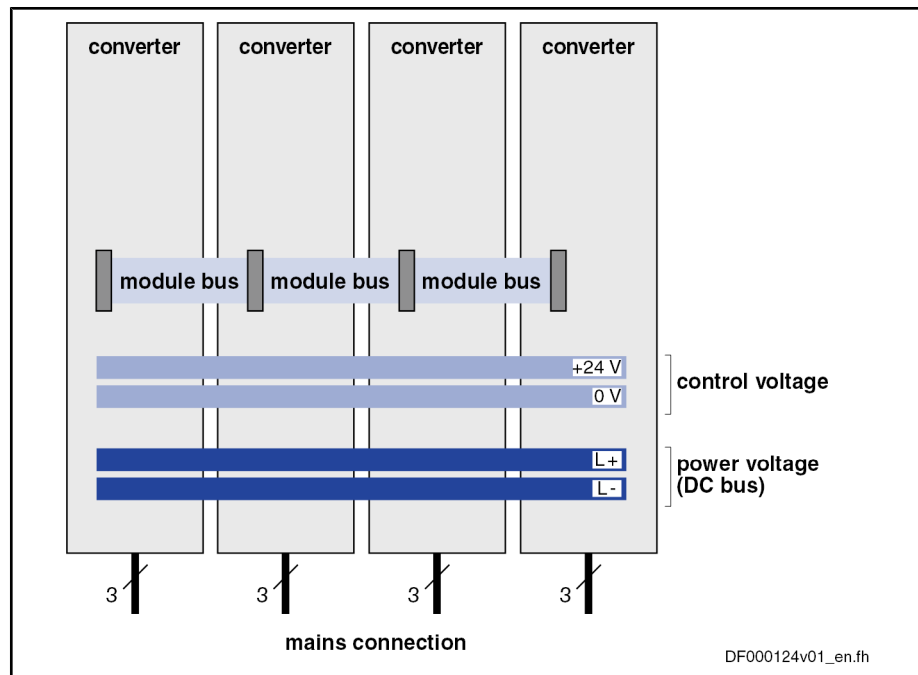 converter converter converter converter
module bus module bus module bus
+24 V
0 V
control voltage
L+
L-
power voltage
(DC bus)
3 3 3 3
mains connection
DF000124v01_en.fh